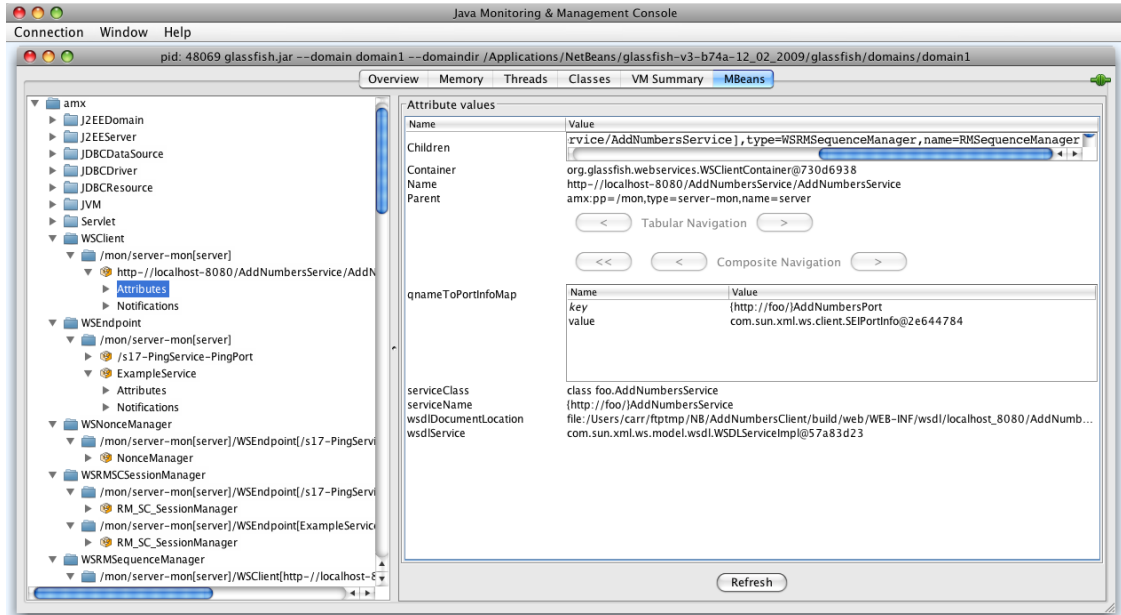 Java Monitoring & Management Console
Connection Window Help
pid: 48069 glassfish.jar --domain domain1 --domaindir /Applications/NetBeans/glassfish-v3-b74a-12_02_2009/glassfish/domains/domain1
Overview Memory Threads Classes VM Summary MBeans
amx
J2EEDomain
J2EEServer
JDBCDataSource
JDBCDriver
JDBCResource
JVM
Servlet
WSClient
/mon/server-mon[server]
http-//localhost-8080/AddNumbersService/AddN
Attributes
Notifications
WSEndpoint
/mon/server-mon[server]
/s17-PingService-PingPort
ExampleService
Attributes
Notifications
WSNonceManager
/mon/server-mon[server]/WSEndpoint[/s17-PingServi
NonceManager
WSRMSCSessionManager
/mon/server-mon[server]/WSEndpoint[/s17-PingServi
RM_SC_SessionManager
/mon/server-mon[server]/WSEndpoint[ExampleService
RM_SC_SessionManager
WSRMSequenceManager
/mon/server-mon[server]/WSClient[http-//localhost-8
Attribute values
Name Value
Children rvice/AddNumbersService],type=WSRMSequenceManager,name=RMSequenceManager
Container org.glassfish.webservices.WSClientContainer@730d6938
Name http-//localhost-8080/AddNumbersService/AddNumbersService
Parent amx:pp=/mon,type=server-mon,name=server
< Tabular Navigation >
<< < Composite Navigation >
qnameToPortInfoMap
Name Value
key {http://foo/}AddNumbersPort
value com.sun.xml.ws.client.SEIPortInfo@2e644784
serviceClass class foo.AddNumbersService
serviceName {http://foo/}AddNumbersService
wsdlDocumentLocation file:/Users/carr/ftptmp/NB/AddNumbersClient/build/web/WEB-INF/wsdl/localhost_8080/AddNumb...
wsdlService com.sun.xml.ws.model.wsdl.WSDLServiceImpl@57a83d23
Refresh